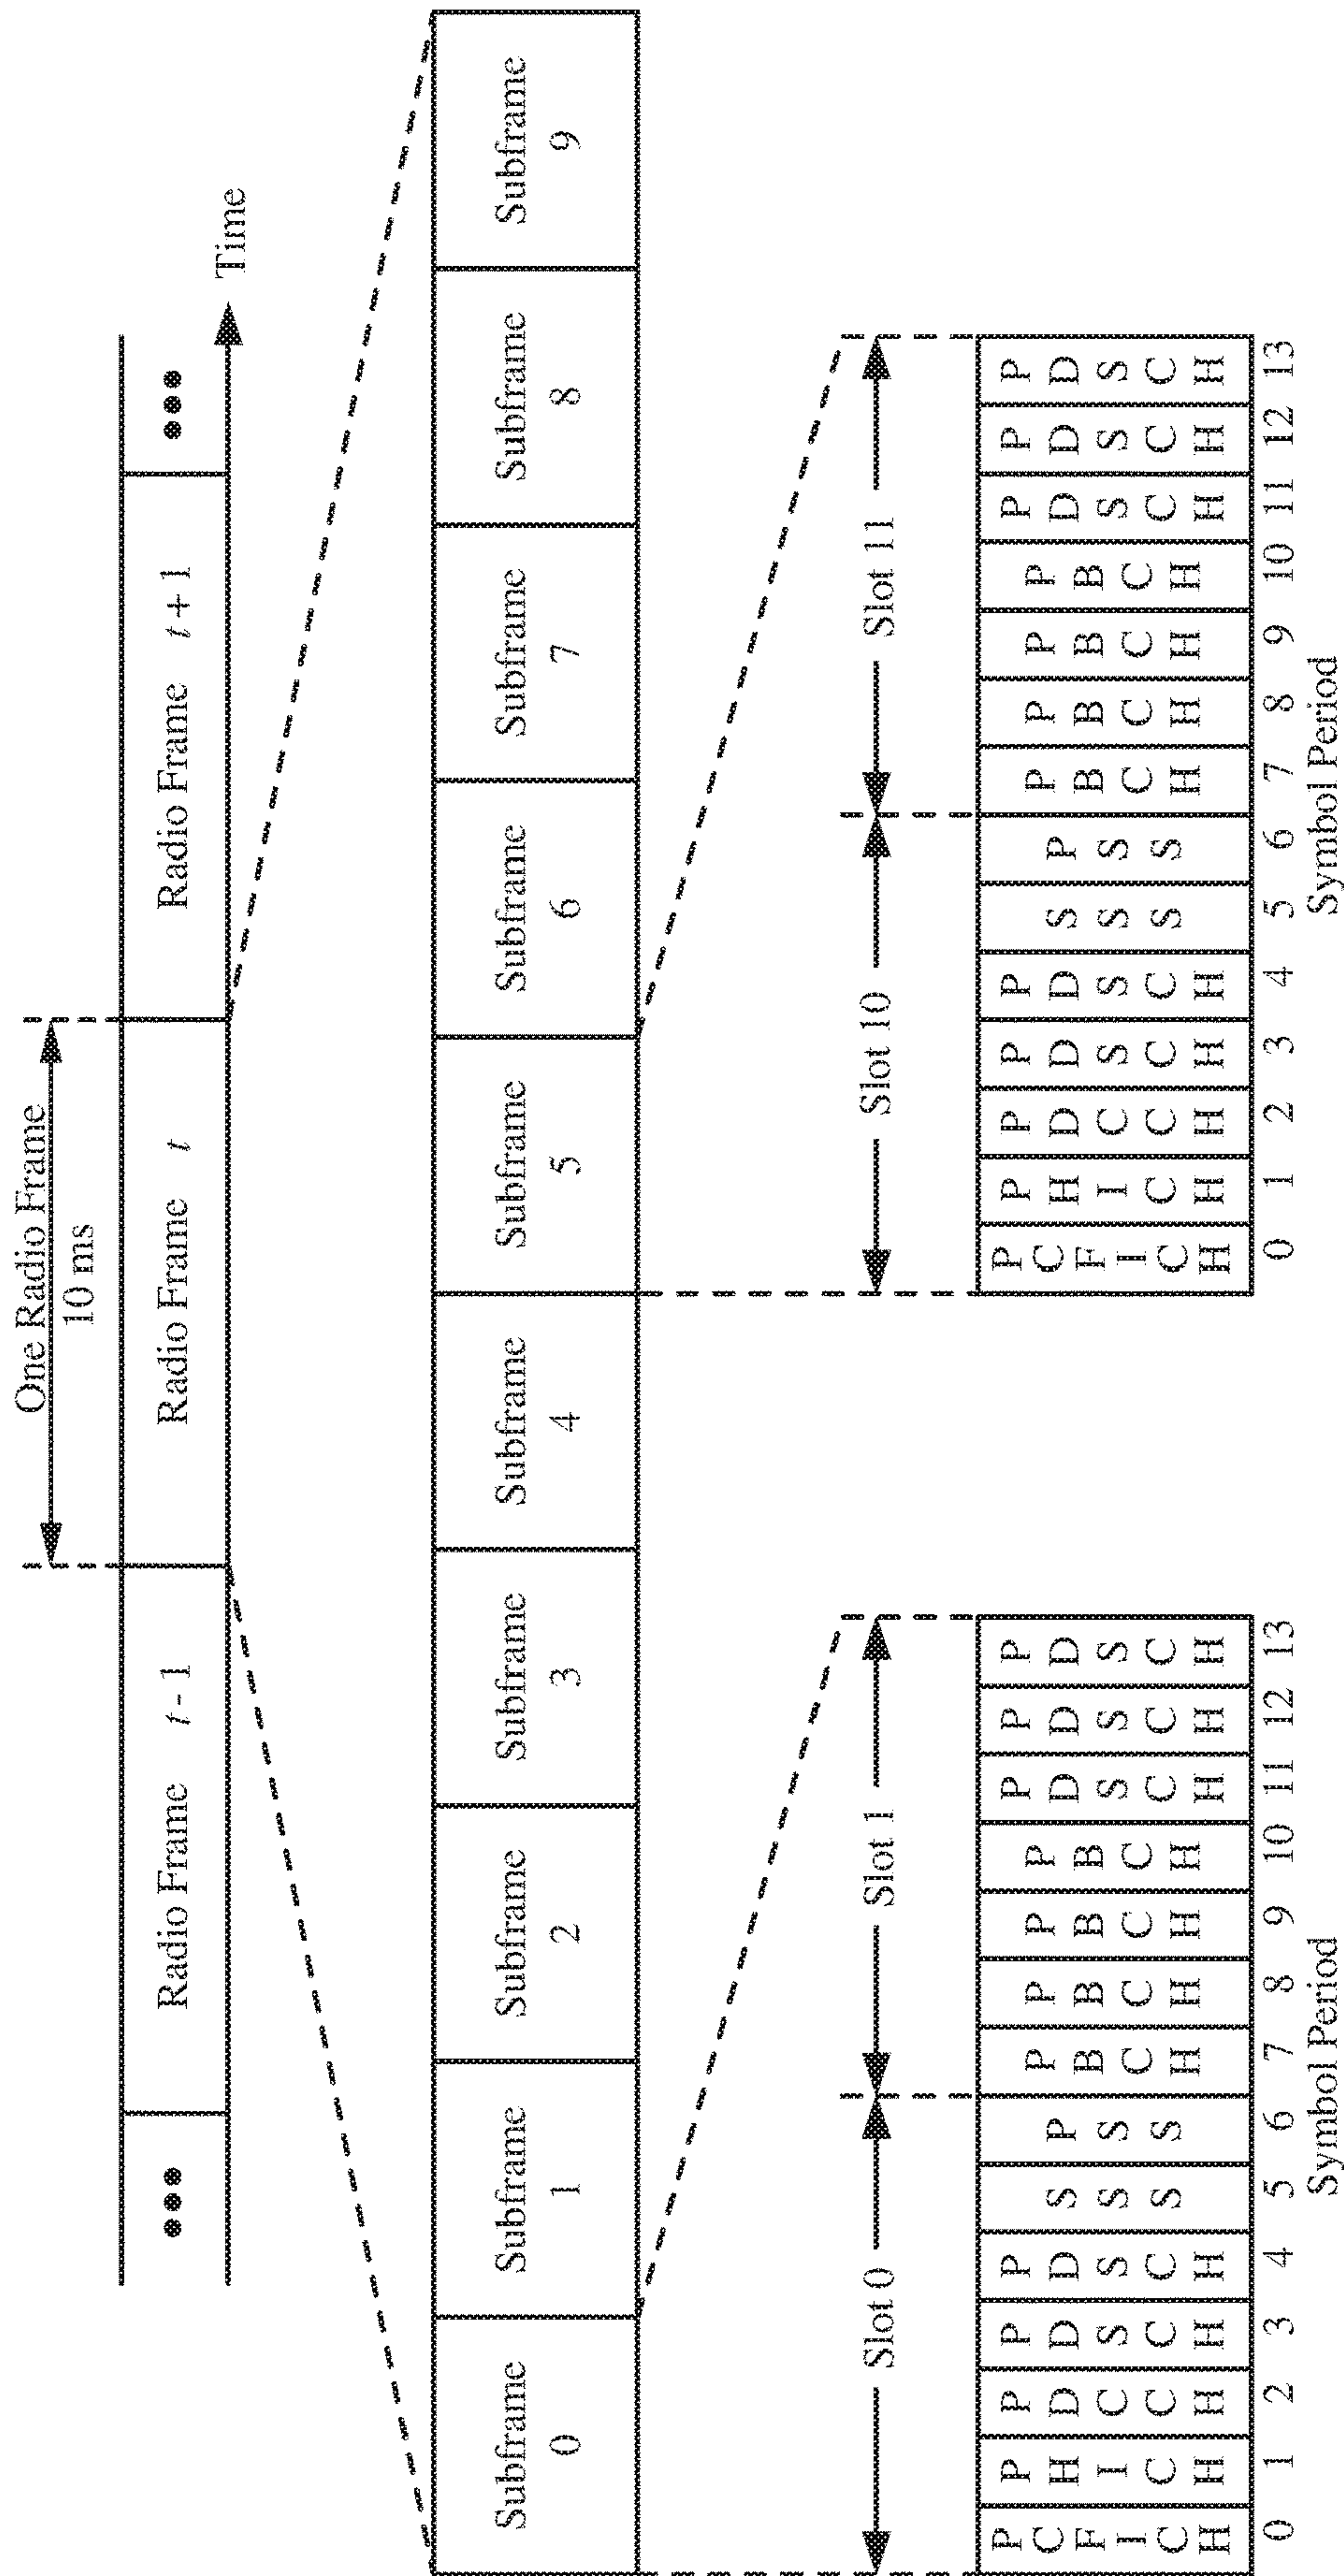 One Radio Frame
10 ms
••• Radio Frame t - 1 Radio Frame t Radio Frame t + 1 •••
Time
Subframe 0 Subframe 1 Subframe 2 Subframe 3 Subframe 4 Subframe 5 Subframe 6 Subframe 7 Subframe 8 Subframe 9
Slot 0 Slot 1
PCFICH PHICH PDCCH PDSCH PDSCH SSS PSS PBCH PBCH PBCH PBCH PDSCH PDSCH PDSCH
0 1 2 3 4 5 6 7 8 9 10 11 12 13
Symbol Period
Slot 10 Slot 11
PCFICH PHICH PDCCH PDSCH PDSCH SSS PSS PBCH PBCH PBCH PBCH PDSCH PDSCH PDSCH
0 1 2 3 4 5 6 7 8 9 10 11 12 13
Symbol Period